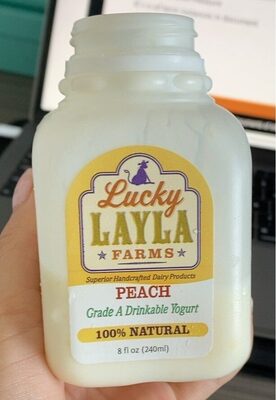 Lucky
LAYLA
FARMS
Superior Handcrafted Dairy Products
PEACH
Grade A Drinkable Yogurt
100% NATURAL
8 fl oz (240ml)